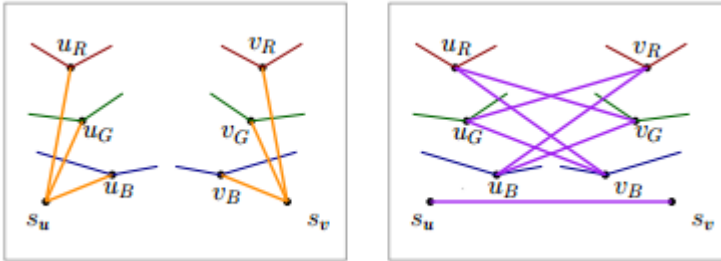 u_R v_R
u_G v_G
u_B v_B
s_u s_v
u_R v_R
u_G v_G
u_B v_B
s_u s_v